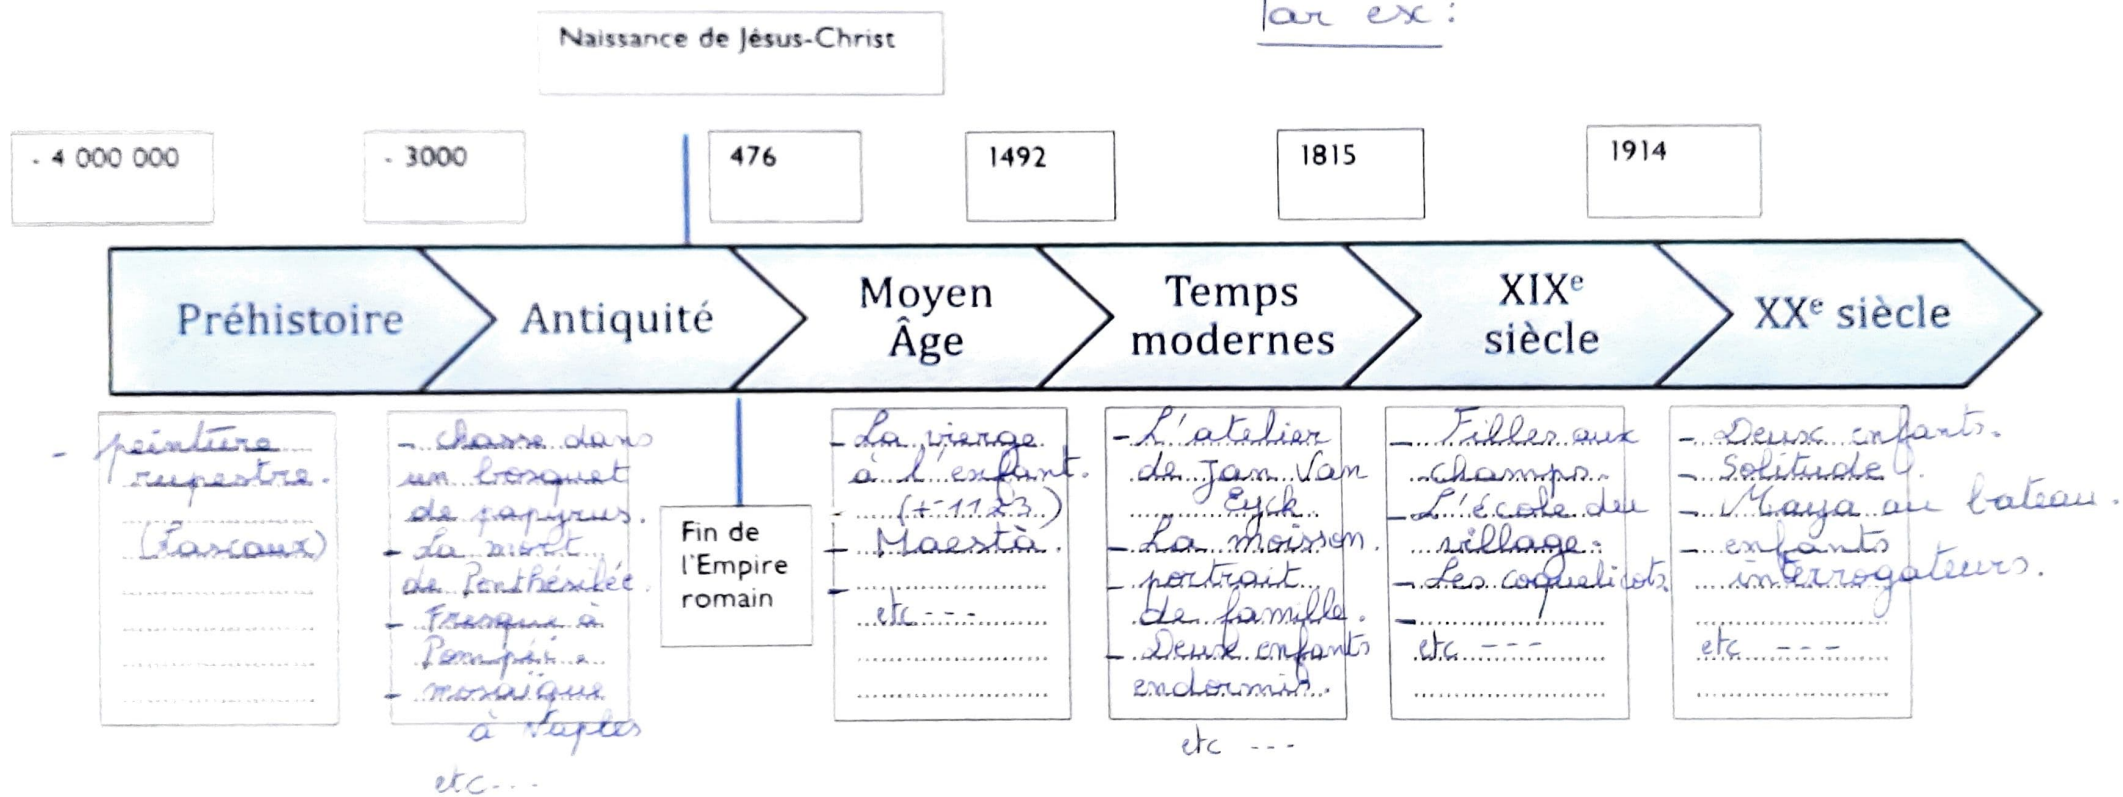 Par ex :
Naissance de Jésus-Christ
- 4 000 000
- 3000
476
1492
1815
1914
Préhistoire
Antiquité
Moyen
Âge
Temps
modernes
XIXe
siècle
XXe siècle
- peinture
rupestre.
(Lascaux)
- chasse dans
un bosquet
de papyrus.
- La mort
de Penthésilée.
- Fresque à
Pompéi.
- mosaïque
à Naples
etc...
Fin de
l'Empire
romain
- La vierge
à l'enfant.
(+ 1123)
- Maestà.
-
etc ---
- L'atelier
de Jan Van
Eyck.
- La moisson.
- portrait
de famille.
- Deux enfants
endormis.
etc ---
- Filles aux
champs.
- L'école du
village.
- Les coquelicots.
-
etc ---
- Deux enfants.
- Solitude
- Maya au bateau.
- enfants
interrogateurs.
etc ---